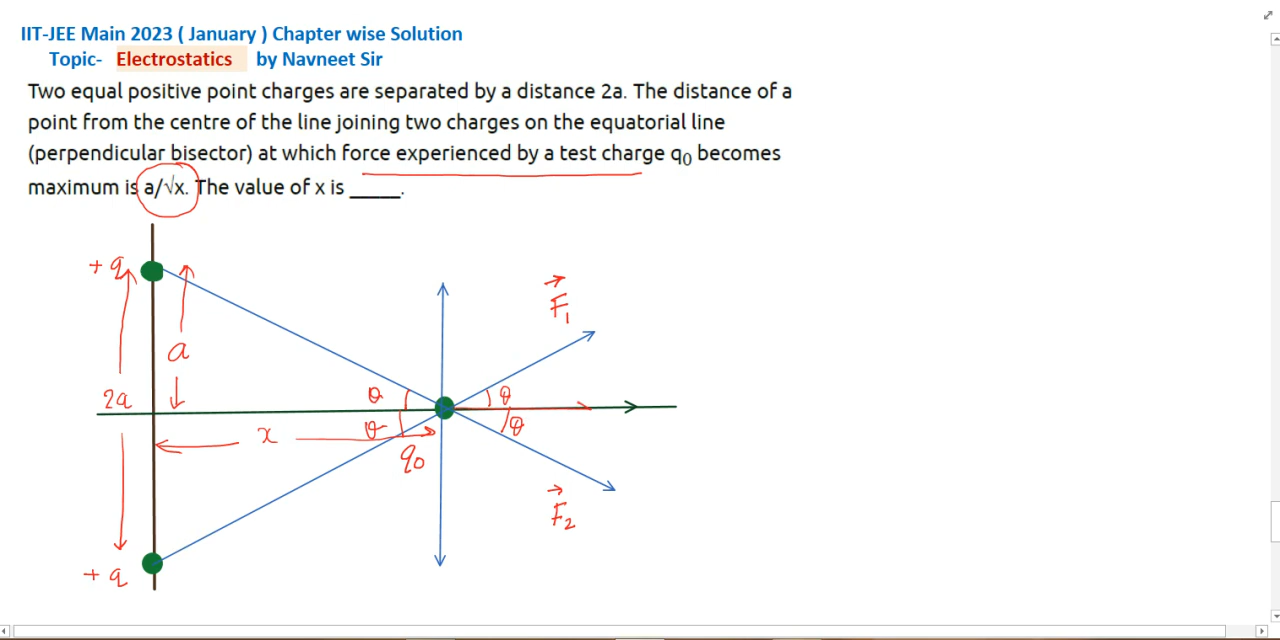 IIT-JEE Main 2023 ( January ) Chapter wise Solution
Topic- Electrostatics by Navneet Sir
Two equal positive point charges are separated by a distance 2a. The distance of a
point from the centre of the line joining two charges on the equatorial line
(perpendicular bisector) at which force experienced by a test charge q₀ becomes
maximum is a/√x. The value of x is _____.
+ q
F₁
a
2a
θ
θ
θ
θ
x
q₀
F₂
+ q